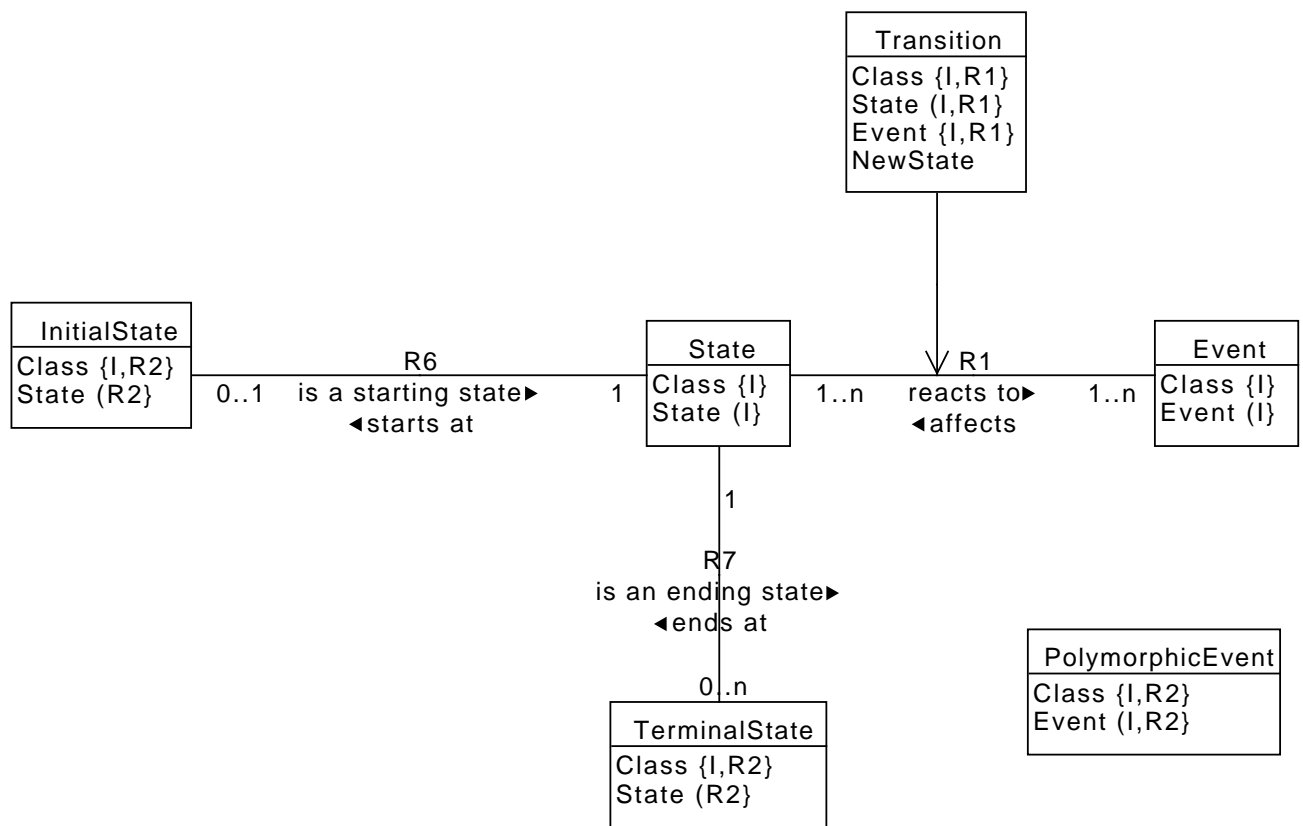 Transition
Class {I,R1}
State (I,R1}
Event {I,R1}
NewState
InitialState
Class {I,R2}
State (R2}
R6
0..1 is a starting state▶ 1
◀starts at
State
Class {I}
State (I}
R1
1..n reacts to▶ 1..n
◀affects
Event
Class {I}
Event (I}
1
R7
is an ending state▶
◀ends at
0..n
TerminalState
Class {I,R2}
State (R2}
PolymorphicEvent
Class {I,R2}
Event (I,R2}